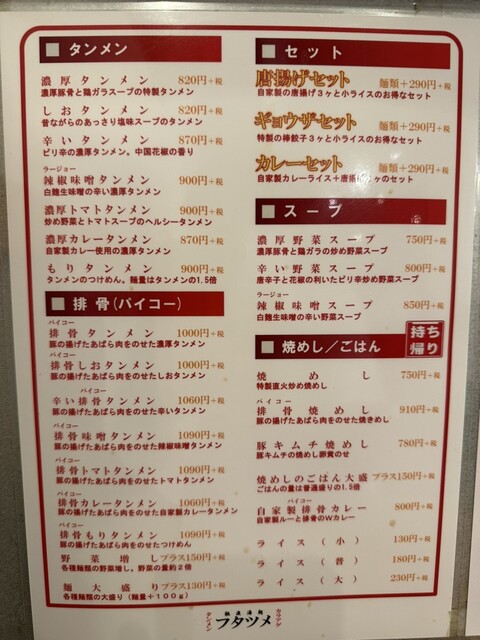 ■ タンメン
濃厚タンメン 820円+税
濃厚豚骨と鶏ガラスープの特製タンメン
しおタンメン 820円+税
昔ながらのあっさり塩味スープのタンメン
辛いタンメン 870円+税
ピリ辛の濃厚タンメン。中国花椒の香り
ラージョー
辣椒味噌タンメン 900円+税
白麹生味噌の辛い濃厚タンメン
濃厚トマトタンメン 900円+税
炒め野菜とトマトスープのヘルシータンメン
濃厚カレータンメン 870円+税
自家製カレー使用の濃厚タンメン
もりタンメン 900円+税
タンメンのつけめん。麺量はタンメンの1.5倍
■ 排骨(パイコー)
パイコー
排骨タンメン 1000円+税
豚の揚げたあばら肉をのせた濃厚タンメン
パイコー
排骨しおタンメン 1000円+税
豚の揚げたあばら肉をのせたしおタンメン
パイコー
辛い排骨タンメン 1060円+税
豚の揚げたあばら肉をのせた辛いタンメン
パイコー
排骨味噌タンメン 1090円+税
豚の揚げたあばら肉をのせた辣椒味噌タンメン
パイコー
排骨トマトタンメン 1090円+税
豚の揚げたあばら肉をのせたトマトタンメン
パイコー
排骨カレータンメン 1060円+税
豚の揚げたあばら肉をのせた自家製カレータンメン
パイコー
排骨もりタンメン 1090円+税
豚の揚げたあばら肉をのせたつけめん
野菜増し プラス150円+税
各種麺類の野菜増し。野菜の量約2倍
麺大盛り プラス130円+税
各種麺類の大盛り(麺量+100g)
■ セット
唐揚げセット 麺類+290円+税
自家製の唐揚げ3ヶと小ライスのお得なセット
ギョウザセット 麺類+290円+税
特製の棒餃子3ヶと小ライスのお得なセット
カレーセット 麺類+290円+税
自家製カレーライス+唐揚げ ヶのセット
■ スープ
濃厚野菜スープ 750円+税
濃厚豚骨と鶏ガラの炒め野菜スープ
辛い野菜スープ 800円+税
唐辛子と花椒の利いたピリ辛炒め野菜スープ
ラージョー
辣椒味噌スープ 850円+税
白麹生味噌の辛い野菜スープ
■ 焼めし/ごはん
持ち帰り
焼めし 750円+税
特製直火炒め焼めし
パイコー
排骨焼めし 910円+税
豚の揚げたあばら肉をのせた焼きめし
豚キムチ焼めし 780円+税
豚キムチの焼めし卵黄のせ
焼めしのごはん大盛 プラス150円+税
ごはんの量は普通盛りの1.5倍
パイコー
自家製排骨カレー 800円+税
自家製ルーと排骨のWカレー
ライス(小) 130円+税
ライス(普) 180円+税
ライス(大) 230円+税
タンメン
フタツメ
カラアゲ